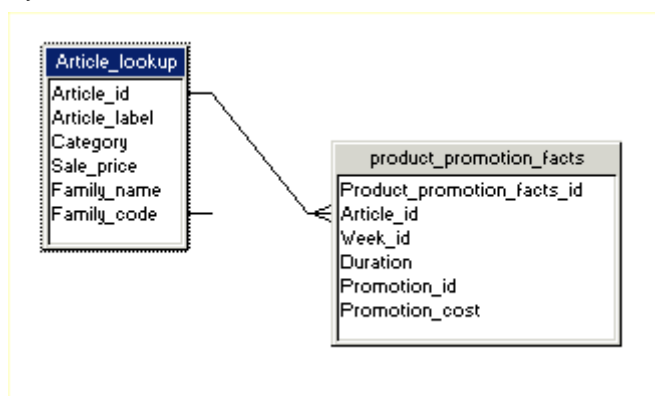 Article_lookup
Article_id
Article_label
Category
Sale_price
Family_name
Family_code
product_promotion_facts
Product_promotion_facts_id
Article_id
Week_id
Duration
Promotion_id
Promotion_cost